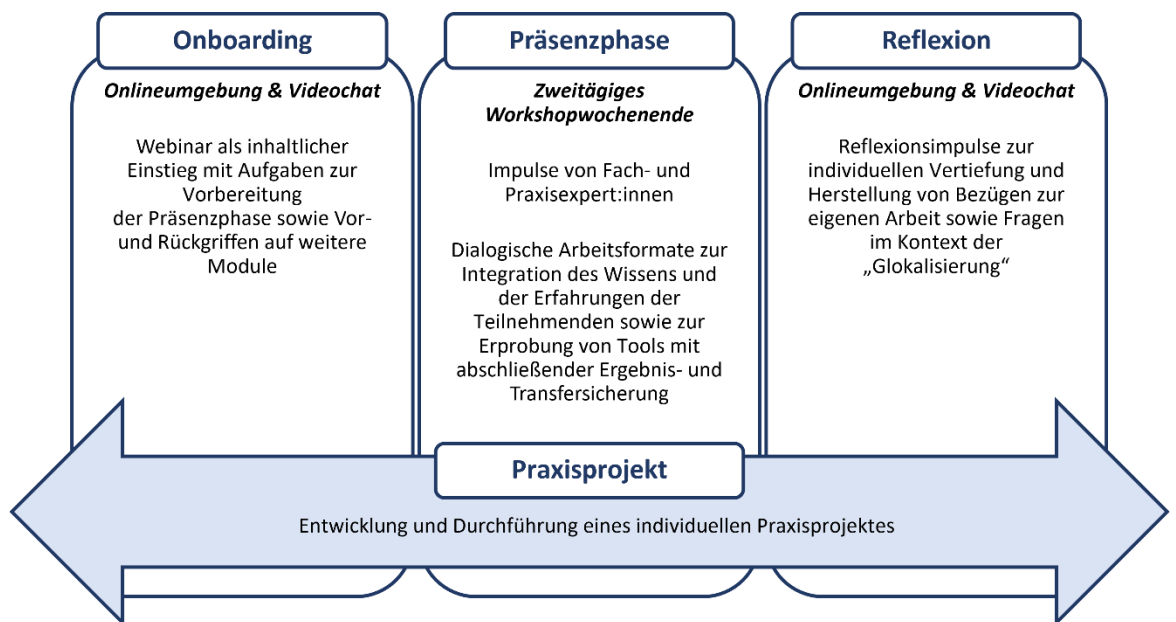 Onboarding
Onlineumgebung & Videochat
Webinar als inhaltlicher
Einstieg mit Aufgaben zur
Vorbereitung
der Präsenzphase sowie Vor-
und Rückgriffen auf weitere
Module
Präsenzphase
Zweitägiges
Workshopwochenende
Impulse von Fach- und
Praxisexpert:innen
Dialogische Arbeitsformate zur
Integration des Wissens und
der Erfahrungen der
Teilnehmenden sowie zur
Erprobung von Tools mit
abschließender Ergebnis- und
Transfersicherung
Reflexion
Onlineumgebung & Videochat
Reflexionsimpulse zur
individuellen Vertiefung und
Herstellung von Bezügen zur
eigenen Arbeit sowie Fragen
im Kontext der
„Glokalisierung“
Praxisprojekt
Entwicklung und Durchführung eines individuellen Praxisprojektes